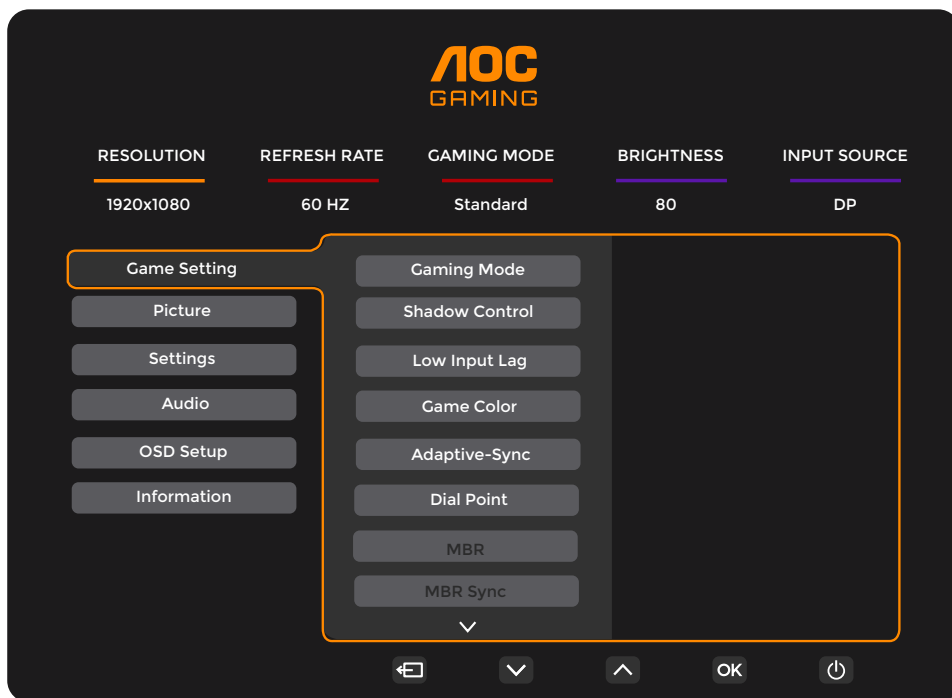 AOC
GAMING
RESOLUTION REFRESH RATE GAMING MODE BRIGHTNESS INPUT SOURCE
1920x1080 60 HZ Standard 80 DP
Game Setting Gaming Mode
Picture Shadow Control
Settings Low Input Lag
Audio Game Color
OSD Setup Adaptive-Sync
Information Dial Point
MBR
MBR Sync
OK